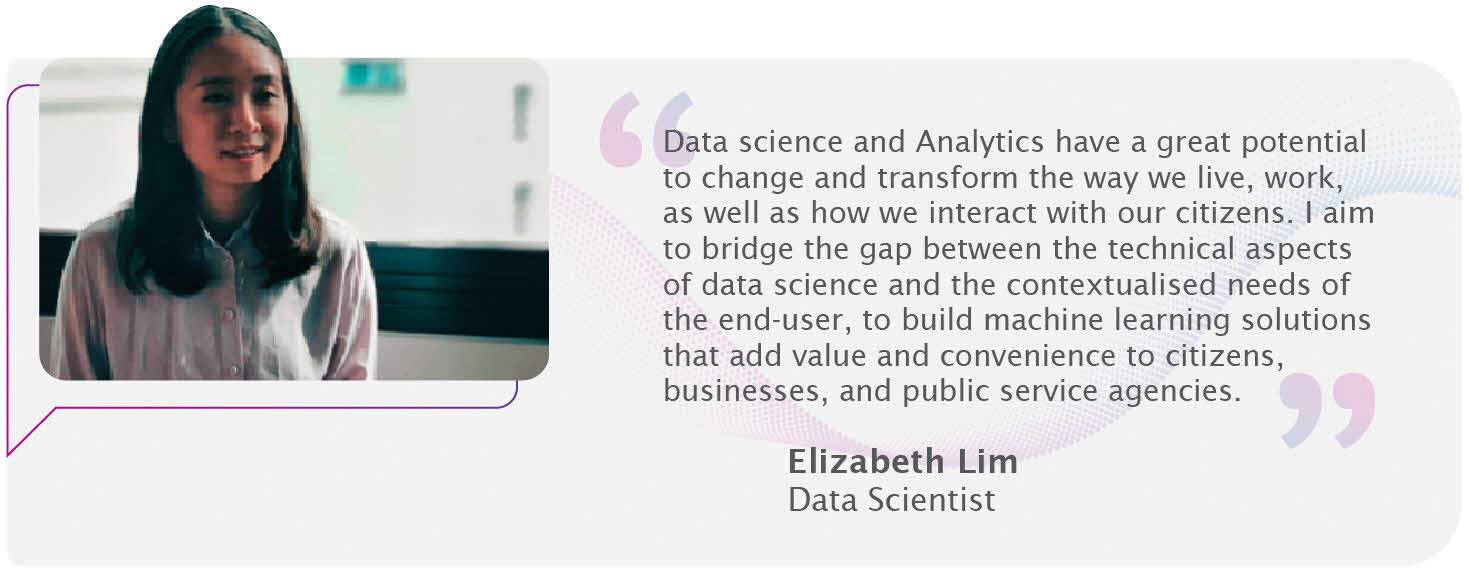 “Data science and Analytics have a great potential
to change and transform the way we live, work,
as well as how we interact with our citizens. I aim
to bridge the gap between the technical aspects
of data science and the contextualised needs of
the end-user, to build machine learning solutions
that add value and convenience to citizens,
businesses, and public service agencies.”
Elizabeth Lim
Data Scientist